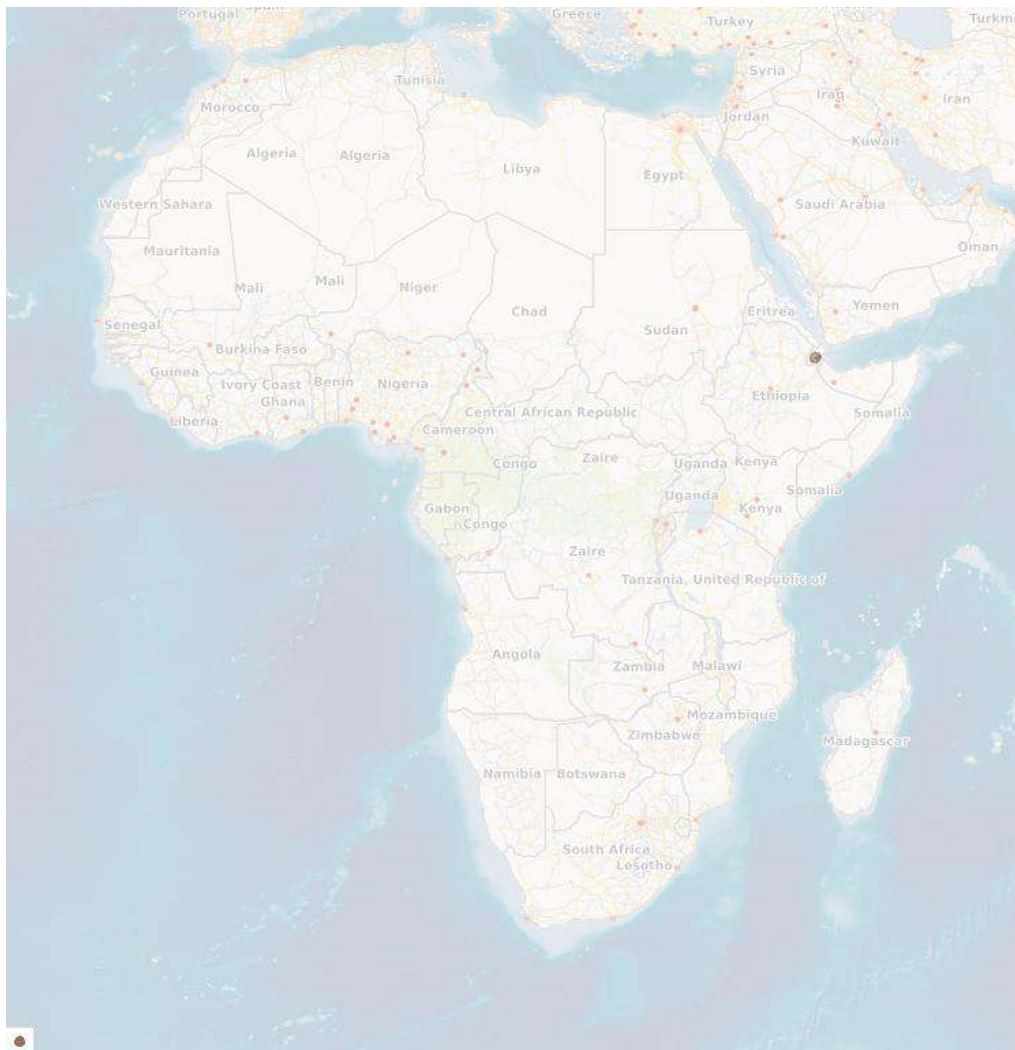 Portugal
Spain
Greece
Turkey
Turkm
Tunisia
Syria
Morocco
Iraq
Iran
Jordan
Kuwait
Algeria
Algeria
Libya
Egypt
Western Sahara
Saudi Arabia
Mauritania
Oman
Mali
Mali
Niger
Chad
Sudan
Eritrea
Yemen
Senegal
Burkina Faso
Guinea
Ivory Coast
Benin
Nigeria
Ethiopia
Ghana
Liberia
Central African Republic
Somalia
Cameroon
Congo
Zaire
Uganda
Kenya
Uganda
Somalia
Gabon
Kenya
Congo
Zaire
Tanzania, United Republic of
Angola
Zambia
Malawi
Mozambique
Zimbabwe
Madagascar
Namibia
Botswana
South Africa
Lesotho